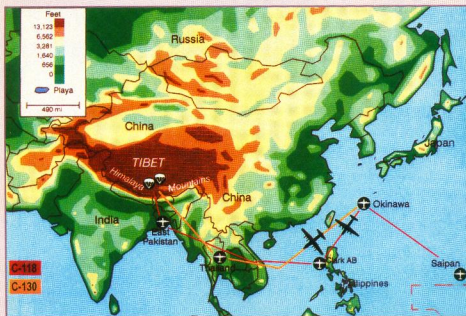 Feet
13,123
6,562
3,281
1,640
656
0
Playa
490 mi
Russia
China
TIBET
Himalaya
Mountains
China
Japan
India
East
Pakistan
Okinawa
Thailand
Clark AB
Philippines
Saipan
C-118
C-130